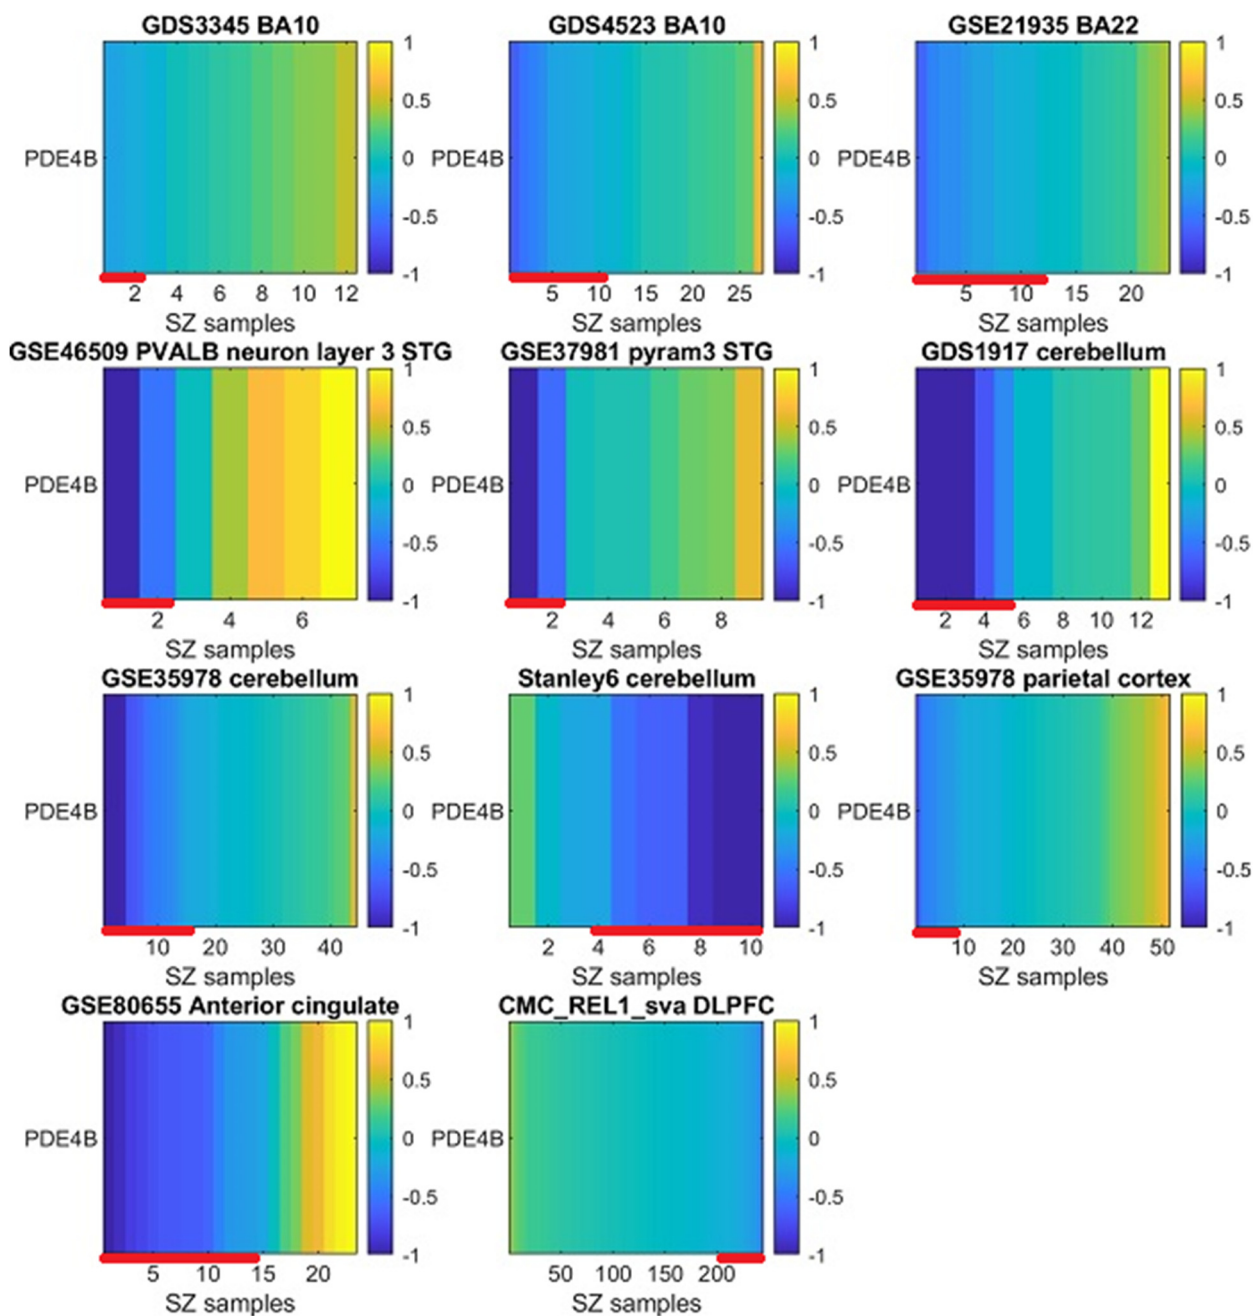 GDS3345 BA10
PDE4B
1
0.5
0
-0.5
-1
2 4 6 8 10 12
SZ samples
GDS4523 BA10
PDE4B
1
0.5
0
-0.5
-1
5 10 15 20 25
SZ samples
GSE21935 BA22
PDE4B
1
0.5
0
-0.5
-1
5 10 15 20
SZ samples
GSE46509 PVALB neuron layer 3 STG
PDE4B
1
0.5
0
-0.5
-1
2 4 6
SZ samples
GSE37981 pyram3 STG
PDE4B
1
0.5
0
-0.5
-1
2 4 6 8
SZ samples
GDS1917 cerebellum
PDE4B
1
0.5
0
-0.5
-1
2 4 6 8 10 12
SZ samples
GSE35978 cerebellum
PDE4B
1
0.5
0
-0.5
-1
10 20 30 40
SZ samples
Stanley6 cerebellum
PDE4B
1
0.5
0
-0.5
-1
2 4 6 8 10
SZ samples
GSE35978 parietal cortex
PDE4B
1
0.5
0
-0.5
-1
10 20 30 40 50
SZ samples
GSE80655 Anterior cingulate
PDE4B
1
0.5
0
-0.5
-1
5 10 15 20
SZ samples
CMC_REL1_sva DLPFC
PDE4B
1
0.5
0
-0.5
-1
50 100 150 200
SZ samples